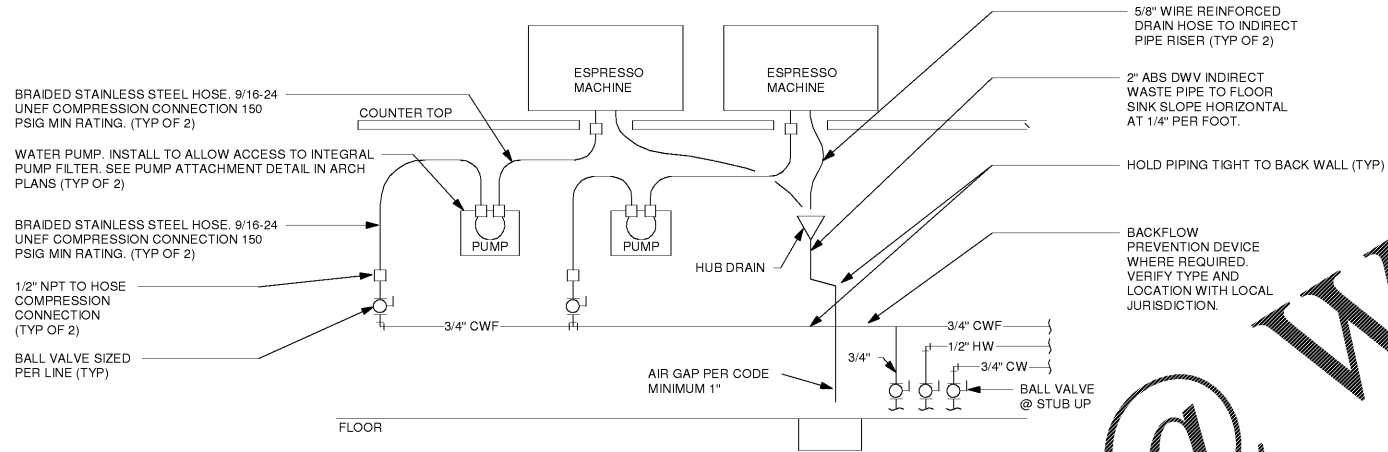 5/8" WIRE REINFORCED
DRAIN HOSE TO INDIRECT
PIPE RISER (TYP OF 2)
ESPRESSO
MACHINE
ESPRESSO
MACHINE
2" ABS DWV INDIRECT
WASTE PIPE TO FLOOR
SINK SLOPE HORIZONTAL
AT 1/4" PER FOOT.
BRAIDED STAINLESS STEEL HOSE. 9/16-24
UNEF COMPRESSION CONNECTION 150
PSIG MIN RATING. (TYP OF 2)
COUNTER TOP
WATER PUMP. INSTALL TO ALLOW ACCESS TO INTEGRAL
PUMP FILTER. SEE PUMP ATTACHMENT DETAIL IN ARCH
PLANS (TYP OF 2)
HOLD PIPING TIGHT TO BACK WALL (TYP)
BRAIDED STAINLESS STEEL HOSE. 9/16-24
UNEF COMPRESSION CONNECTION 150
PSIG MIN RATING. (TYP OF 2)
PUMP
PUMP
HUB DRAIN
BACKFLOW
PREVENTION DEVICE
WHERE REQUIRED.
VERIFY TYPE AND
LOCATION WITH LOCAL
JURISDICTION.
1/2" NPT TO HOSE
COMPRESSION
CONNECTION
(TYP OF 2)
3/4" CWF
3/4" CWF
1/2" HW
3/4"
3/4" CW
BALL VALVE SIZED
PER LINE (TYP)
AIR GAP PER CODE
MINIMUM 1"
BALL VALVE
@ STUB UP
FLOOR
@ W